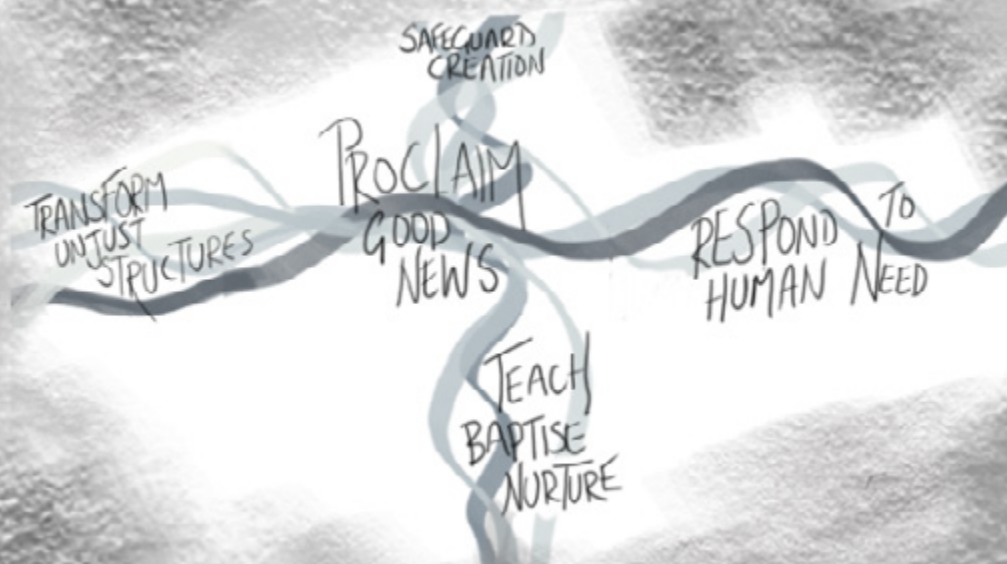 SAFEGUARD
CREATION
PROCLAIM
GOOD
NEWS
TRANSFORM
UNJUST
STRUCTURES
RESPOND TO
HUMAN NEED
TEACH
BAPTISE
NURTURE